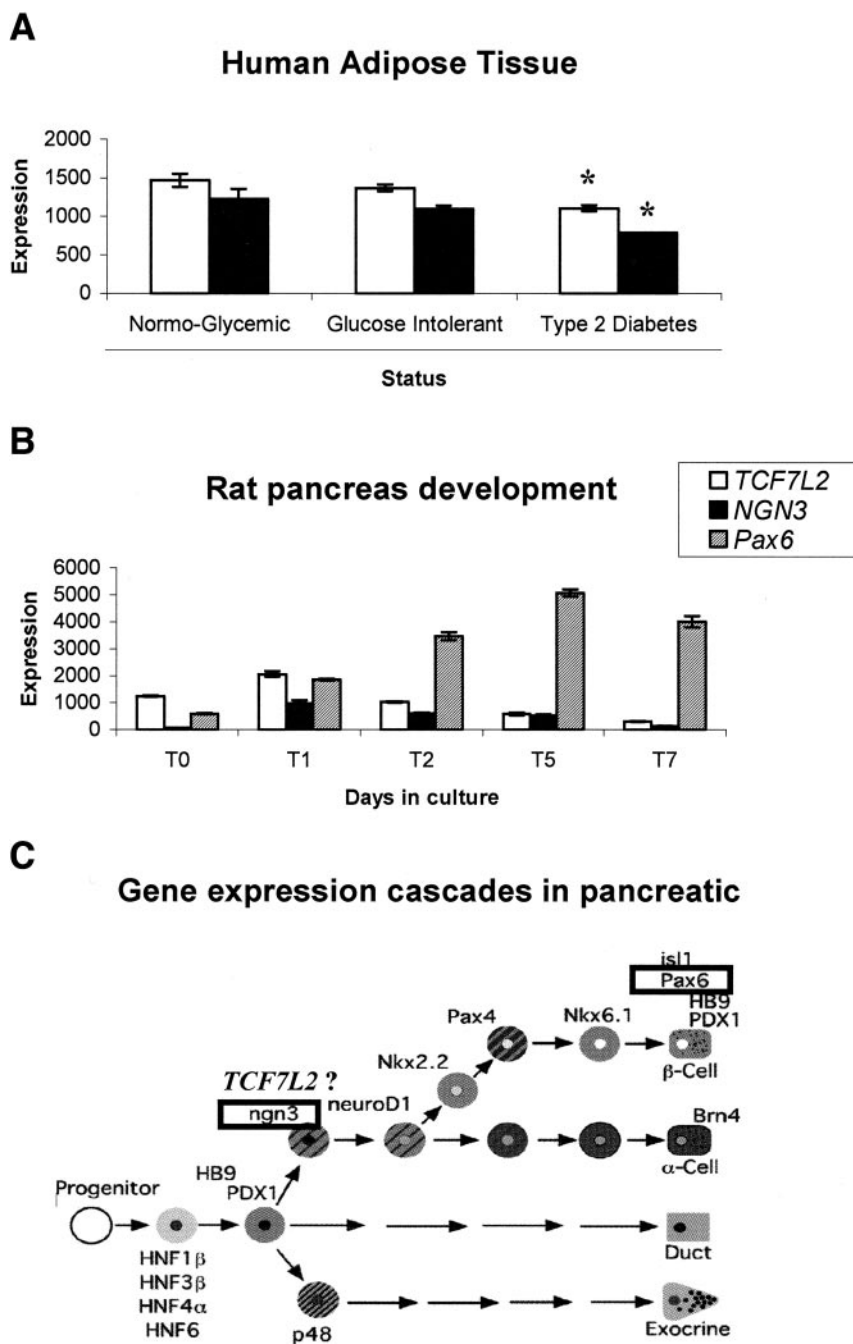 A
Human Adipose Tissue
Expression
2000
1500
1000
500
0
*
*
Normo-Glycemic Glucose Intolerant Type 2 Diabetes
Status
B
Rat pancreas development
TCF7L2
NGN3
Pax6
Expression
6000
5000
4000
3000
2000
1000
0
T0 T1 T2 T5 T7
Days in culture
C
Gene expression cascades in pancreatic
isl1
Pax6
HB9
PDX1
β-Cell
Pax4
Nkx6.1
Nkx2.2
TCF7L2 ?
ngn3
neuroD1
Brn4
α-Cell
HB9
PDX1
Progenitor
Duct
HNF1β
HNF3β
HNF4α
HNF6
p48
Exocrine